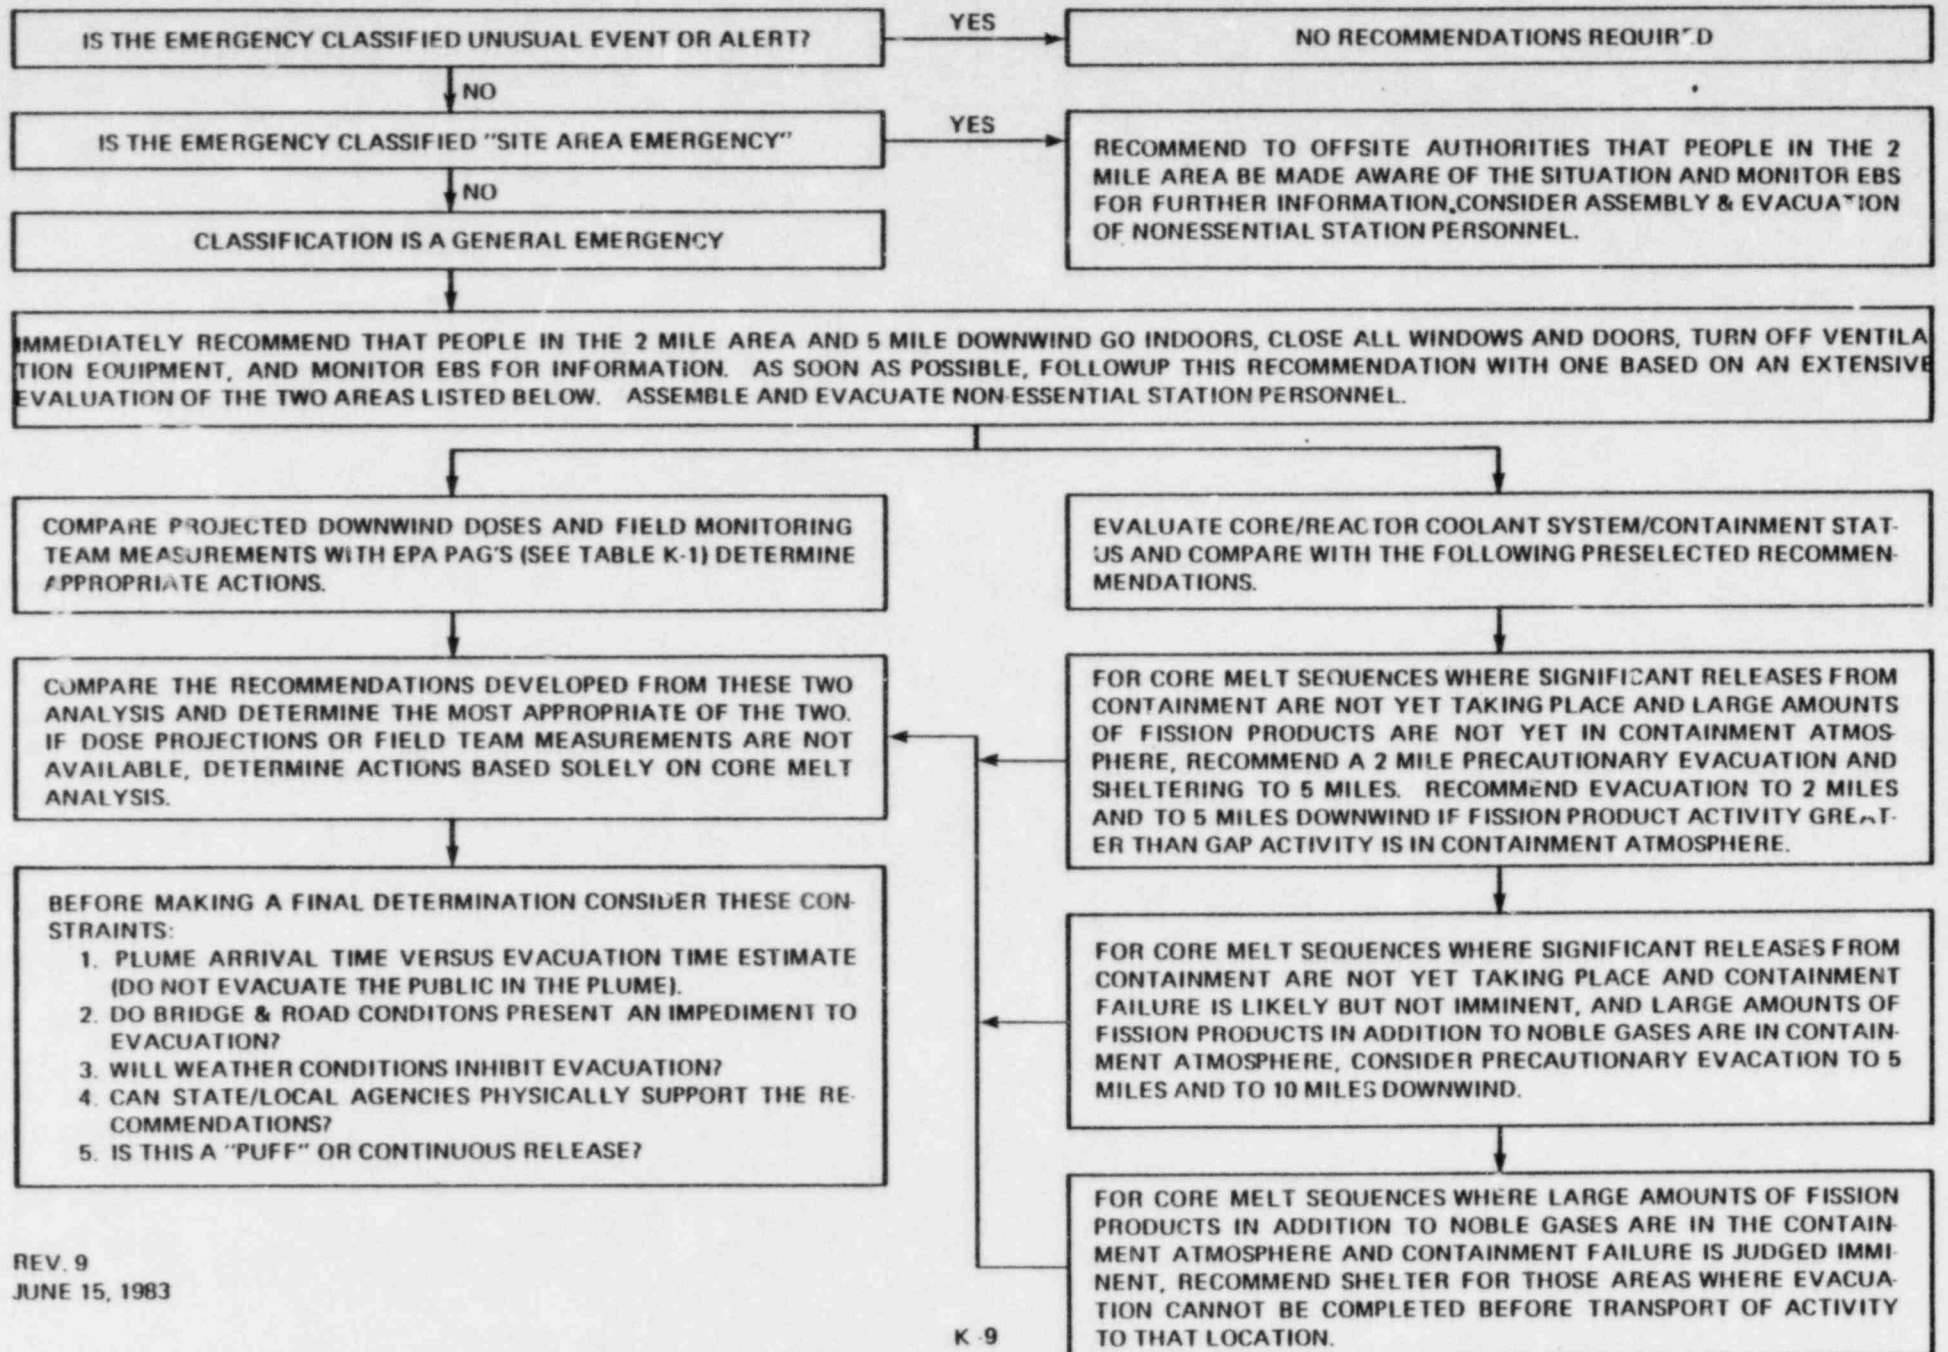 IS THE EMERGENCY CLASSIFIED UNUSUAL EVENT OR ALERT?
YES
NO RECOMMENDATIONS REQUIR D
NO
IS THE EMERGENCY CLASSIFIED "SITE AREA EMERGENCY"
YES
RECOMMEND TO OFFSITE AUTHORITIES THAT PEOPLE IN THE 2
MILE AREA BE MADE AWARE OF THE SITUATION AND MONITOR EBS
FOR FURTHER INFORMATION.CONSIDER ASSEMBLY & EVACUATION
OF NONESSENTIAL STATION PERSONNEL.
NO
CLASSIFICATION IS A GENERAL EMERGENCY
IMMEDIATELY RECOMMEND THAT PEOPLE IN THE 2 MILE AREA AND 5 MILE DOWNWIND GO INDOORS, CLOSE ALL WINDOWS AND DOORS, TURN OFF VENTILA
TION EQUIPMENT, AND MONITOR EBS FOR INFORMATION. AS SOON AS POSSIBLE, FOLLOWUP THIS RECOMMENDATION WITH ONE BASED ON AN EXTENSIVE
EVALUATION OF THE TWO AREAS LISTED BELOW. ASSEMBLE AND EVACUATE NON-ESSENTIAL STATION PERSONNEL.
COMPARE PROJECTED DOWNWIND DOSES AND FIELD MONITORING
TEAM MEASUREMENTS WITH EPA PAG'S (SEE TABLE K-1) DETERMINE
APPROPRIATE ACTIONS.
COMPARE THE RECOMMENDATIONS DEVELOPED FROM THESE TWO
ANALYSIS AND DETERMINE THE MOST APPROPRIATE OF THE TWO.
IF DOSE PROJECTIONS OR FIELD TEAM MEASUREMENTS ARE NOT
AVAILABLE, DETERMINE ACTIONS BASED SOLELY ON CORE MELT
ANALYSIS.
BEFORE MAKING A FINAL DETERMINATION CONSIDER THESE CON-
STRAINTS:
1. PLUME ARRIVAL TIME VERSUS EVACUATION TIME ESTIMATE
(DO NOT EVACUATE THE PUBLIC IN THE PLUME).
2. DO BRIDGE & ROAD CONDITONS PRESENT AN IMPEDIMENT TO
EVACUATION?
3. WILL WEATHER CONDITIONS INHIBIT EVACUATION?
4. CAN STATE/LOCAL AGENCIES PHYSICALLY SUPPORT THE RE-
COMMENDATIONS?
5. IS THIS A "PUFF" OR CONTINUOUS RELEASE?
EVALUATE CORE/REACTOR COOLANT SYSTEM/CONTAINMENT STAT-
US AND COMPARE WITH THE FOLLOWING PRESELECTED RECOMMEN-
MENDATIONS.
FOR CORE MELT SEQUENCES WHERE SIGNIFICANT RELEASES FROM
CONTAINMENT ARE NOT YET TAKING PLACE AND LARGE AMOUNTS
OF FISSION PRODUCTS ARE NOT YET IN CONTAINMENT ATMOS-
PHERE, RECOMMEND A 2 MILE PRECAUTIONARY EVACUATION AND
SHELTERING TO 5 MILES. RECOMMEND EVACUATION TO 2 MILES
AND TO 5 MILES DOWNWIND IF FISSION PRODUCT ACTIVITY GREAT-
ER THAN GAP ACTIVITY IS IN CONTAINMENT ATMOSPHERE.
FOR CORE MELT SEQUENCES WHERE SIGNIFICANT RELEASES FROM
CONTAINMENT ARE NOT YET TAKING PLACE AND CONTAINMENT
FAILURE IS LIKELY BUT NOT IMMINENT, AND LARGE AMOUNTS OF
FISSION PRODUCTS IN ADDITION TO NOBLE GASES ARE IN CONTAIN-
MENT ATMOSPHERE, CONSIDER PRECAUTIONARY EVACATION TO 5
MILES AND TO 10 MILES DOWNWIND.
FOR CORE MELT SEQUENCES WHERE LARGE AMOUNTS OF FISSION
PRODUCTS IN ADDITION TO NOBLE GASES ARE IN THE CONTAIN-
MENT ATMOSPHERE AND CONTAINMENT FAILURE IS JUDGED IMMI-
NENT, RECOMMEND SHELTER FOR THOSE AREAS WHERE EVACUA-
TION CANNOT BE COMPLETED BEFORE TRANSPORT OF ACTIVITY
TO THAT LOCATION.
REV. 9
JUNE 15, 1983
K-9